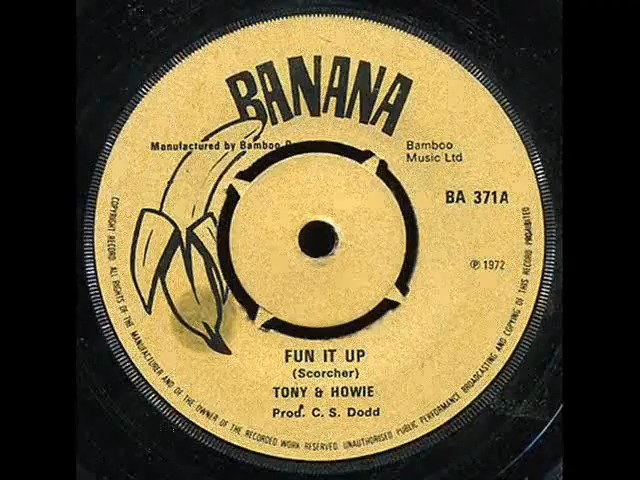 BANANA
Manufactured by Bamboo
Bamboo
Music Ltd
BA 371A
℗ 1972
FUN IT UP
(Scorcher)
TONY & HOWIE
Prod. C. S. Dodd
COPYRIGHT RECORD. ALL RIGHTS OF THE MANUFACTURER AND OF THE OWNER OF THE RECORDED WORK RESERVED. UNAUTHORISED PUBLIC PERFORMANCE, BROADCASTING AND COPYING OF THIS RECORD PROHIBITED